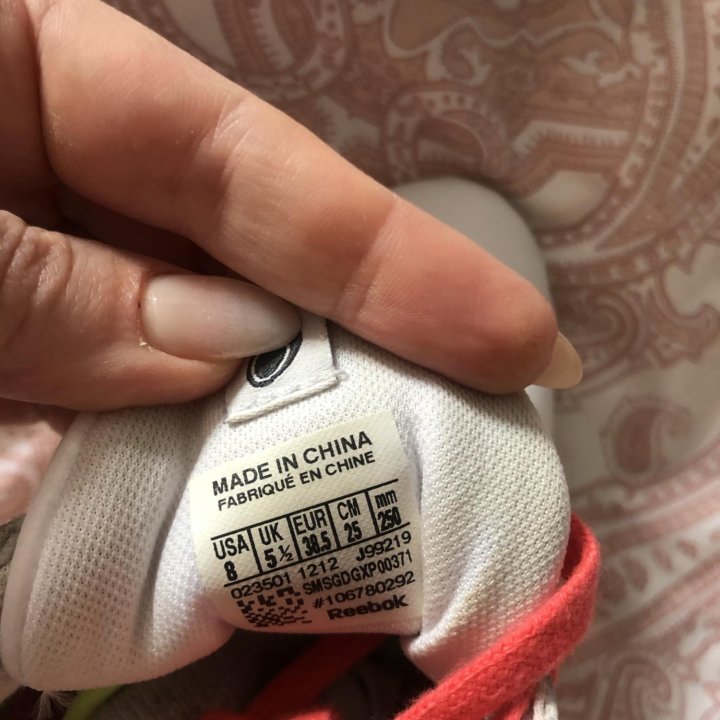 MADE IN CHINA
FABRIQUÉ EN CHINE
USA UK EUR CM mm
8 5½ 38.5 25 250
023501 1212 J99219
SMSGDGXP00371
#106780292
Reebok